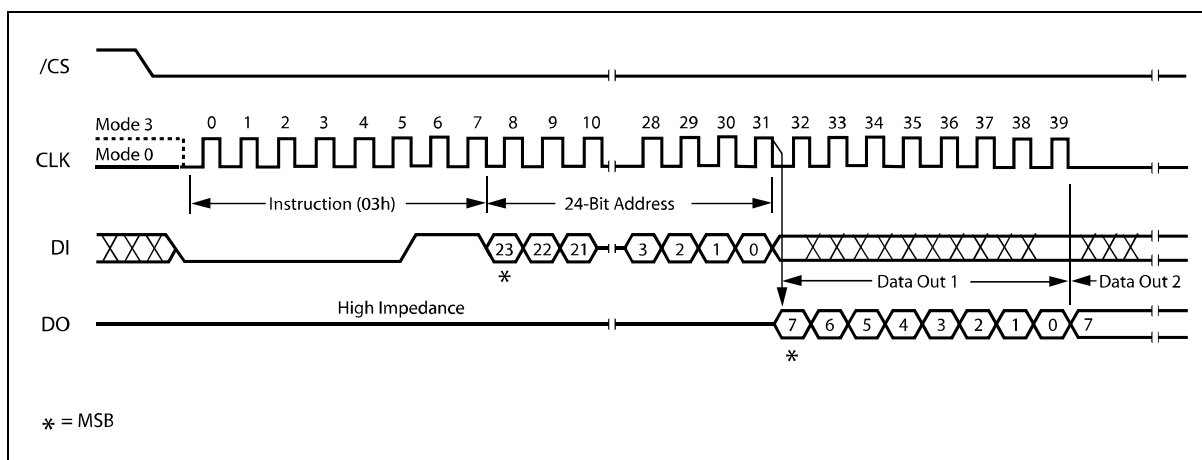 /CS
Mode 3
0 1 2 3 4 5 6 7 8 9 10 28 29 30 31 32 33 34 35 36 37 38 39
CLK
Mode 0
Instruction (03h)
24-Bit Address
DI
23 22 21 3 2 1 0
*
Data Out 1
Data Out 2
High Impedance
DO
7 6 5 4 3 2 1 0 7
*
* = MSB